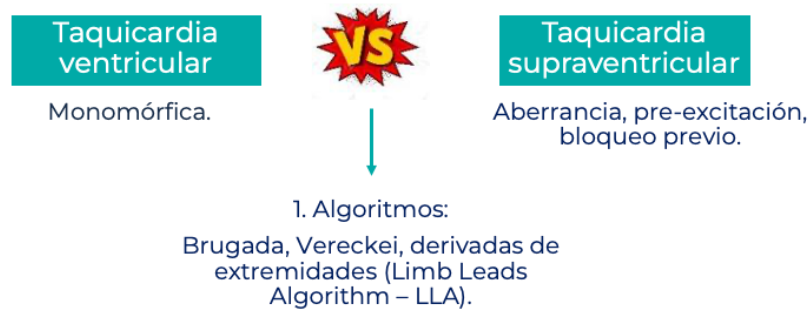 Taquicardia
ventricular
VS
Taquicardia
supraventricular
Monomórfica.
Aberrancia, pre-excitación,
bloqueo previo.
1. Algoritmos:
Brugada, Vereckei, derivadas de
extremidades (Limb Leads
Algorithm – LLA).